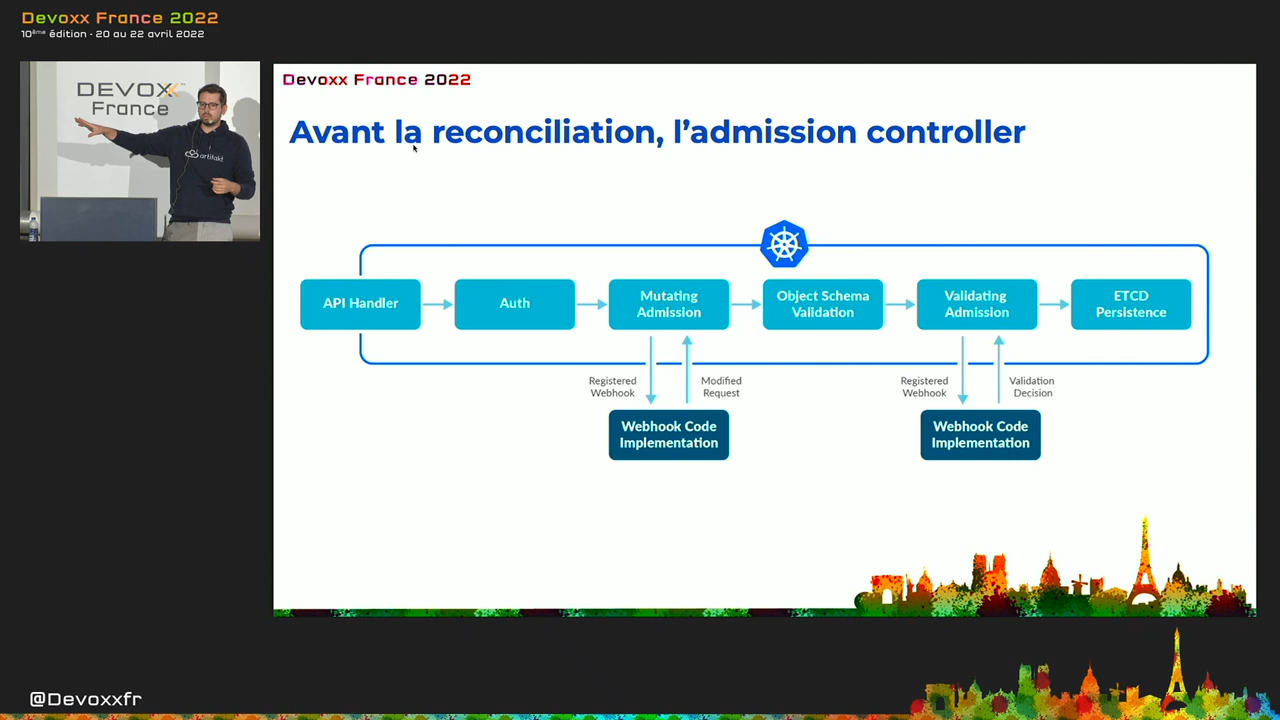 Devoxx France 2022
10ème édition - 20 au 22 avril 2022
DEVOXX
France
artifakt
Devoxx France 2022
Avant la reconciliation, l'admission controller
API Handler
Auth
Mutating
Admission
Object Schema
Validation
Validating
Admission
ETCD
Persistence
Registered
Webhook
Modified
Request
Registered
Webhook
Validation
Decision
Webhook Code
Implementation
Webhook Code
Implementation
@Devoxxfr